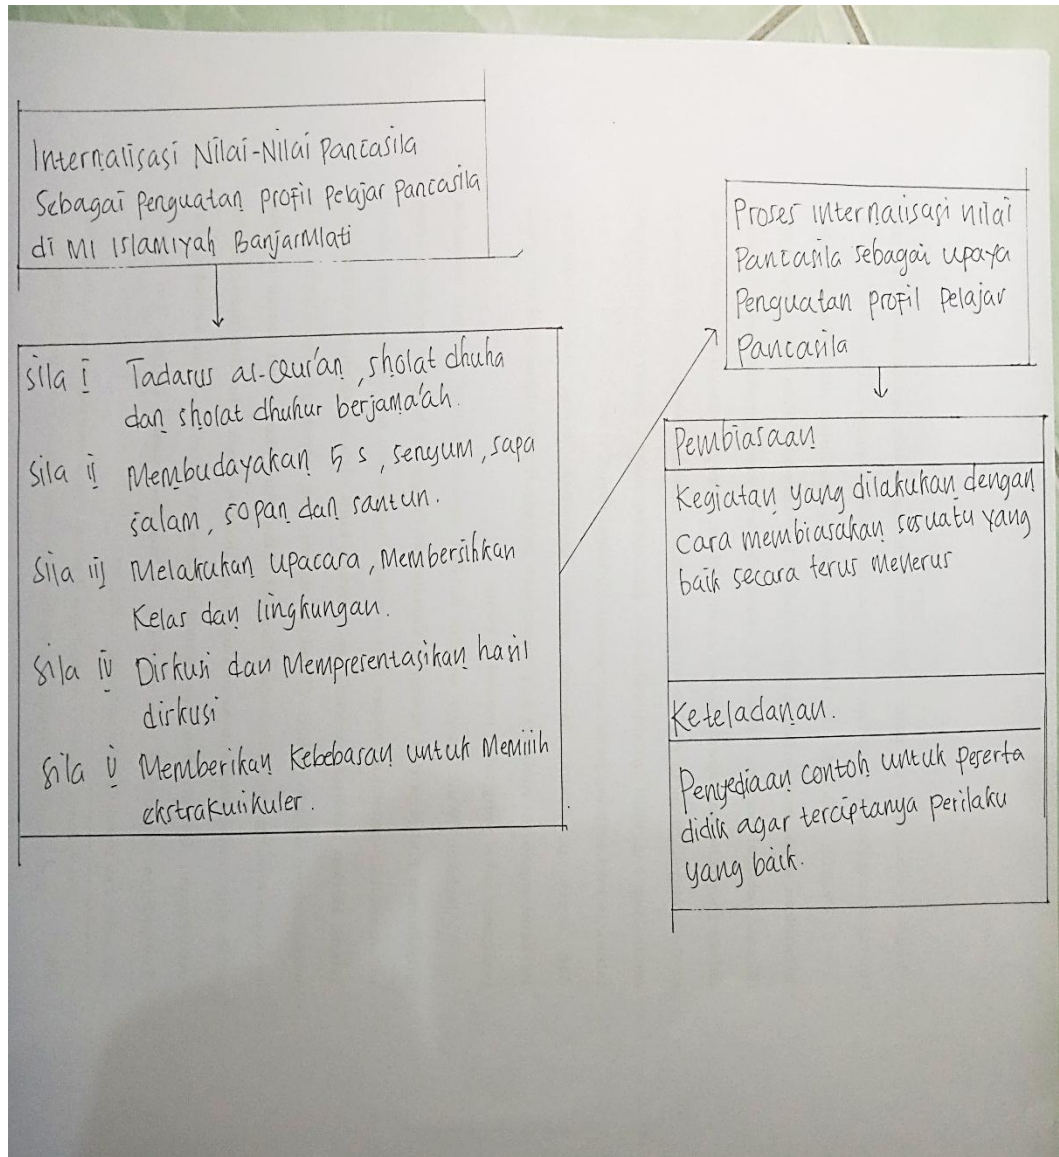 Internalisasi Nilai-Nilai Pancasila
Sebagai Penguatan Profil Pelajar Pancasila
di MI Islamiyah Banjarmlati
Sila i Tadarus al-Qur'an, sholat dhuha
dan sholat dhuhur berjama'ah.
Sila ii Membudayakan 5 s, senyum, sapa
salam, sopan dan santun.
Sila iii Melakukan upacara, Membersihkan
Kelas dan lingkungan.
Sila iv Diskusi dan Mempresentasikan hasil
diskusi
Sila v Memberikan Kebebasan untuk Memilih
ekstrakulikuler.
Proses internalisasi nilai
Pancasila sebagai upaya
Penguatan profil Pelajar
Pancasila
Pembiasaan
Kegiatan yang dilakukan dengan
cara membiasakan sesuatu yang
baik secara terus menerus
Keteladanan.
Penyediaan contoh untuk peserta
didik agar terciptanya perilaku
yang baik.